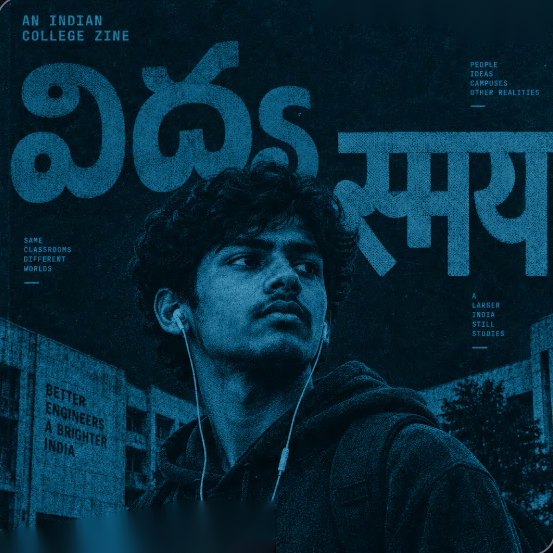 AN INDIAN
COLLEGE ZINE
PEOPLE
IDEAS
CAMPUSES
OTHER REALITIES
स्मय
SAME
CLASSROOMS
DIFFERENT
WORLDS
A
LARGER
INDIA
STILL
STUDIES
BETTER
ENGINEERS
A BRIGHTER
INDIA